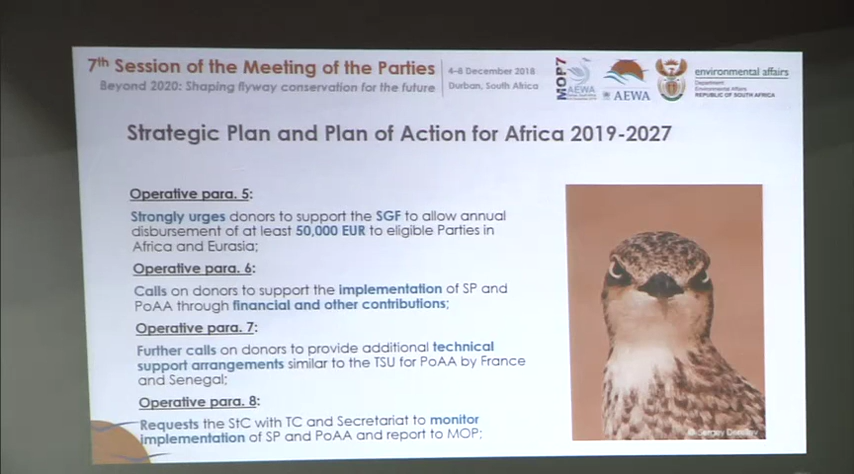 7th Session of the Meeting of the Parties
Beyond 2020: Shaping flyway conservation for the future
4-8 December 2018
Durban, South Africa
MOP7
AEWA
AEWA
environmental affairs
Department:
Environmental Affairs
REPUBLIC OF SOUTH AFRICA
Strategic Plan and Plan of Action for Africa 2019-2027
Operative para. 5:
Strongly urges donors to support the SGF to allow annual
disbursement of at least 50,000 EUR to eligible Parties in
Africa and Eurasia;
Operative para. 6:
Calls on donors to support the implementation of SP and
PoAA through financial and other contributions;
Operative para. 7:
Further calls on donors to provide additional technical
support arrangements similar to the TSU for PoAA by France
and Senegal;
Operative para. 8:
Requests the StC with TC and Secretariat to monitor
implementation of SP and PoAA and report to MOP;
© Sergey